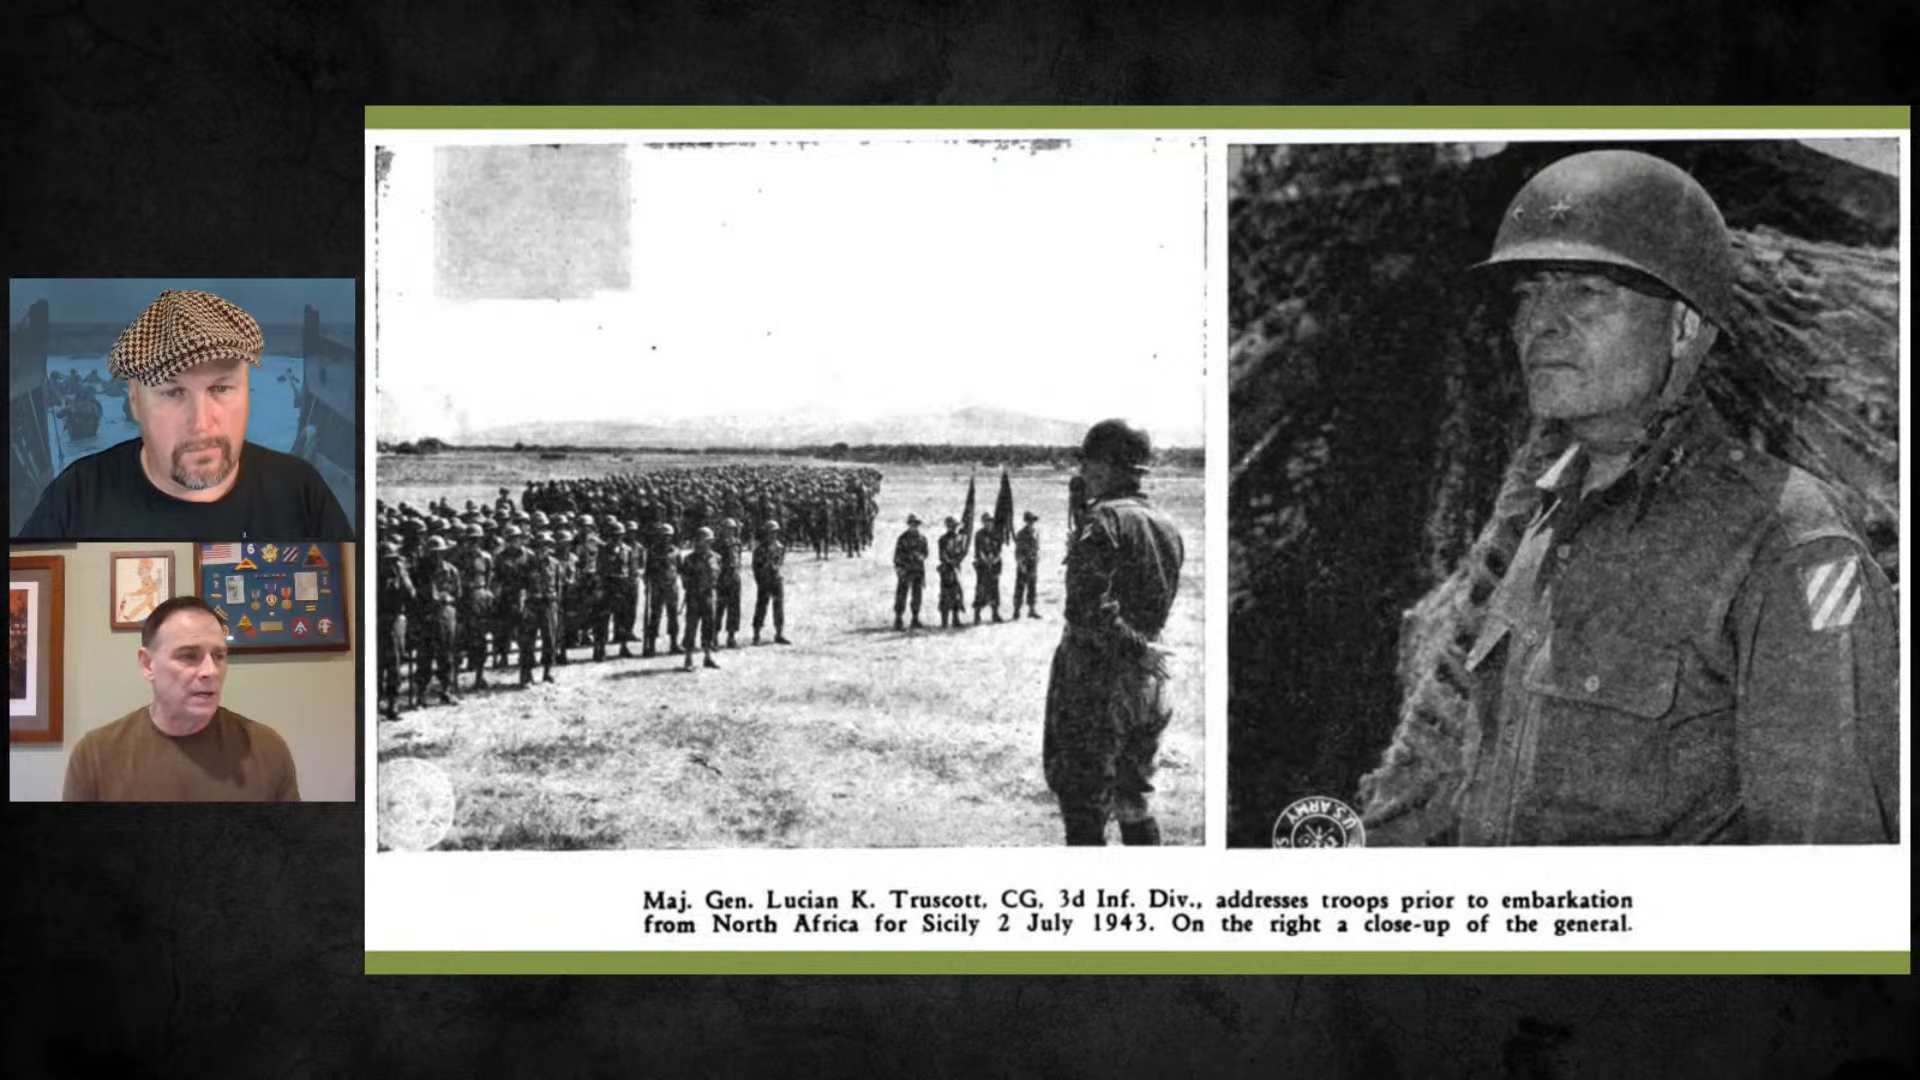 Maj. Gen. Lucian K. Truscott, CG, 3d Inf. Div., addresses troops prior to embarkation
from North Africa for Sicily 2 July 1943. On the right a close-up of the general.
U.S. ARMY
6